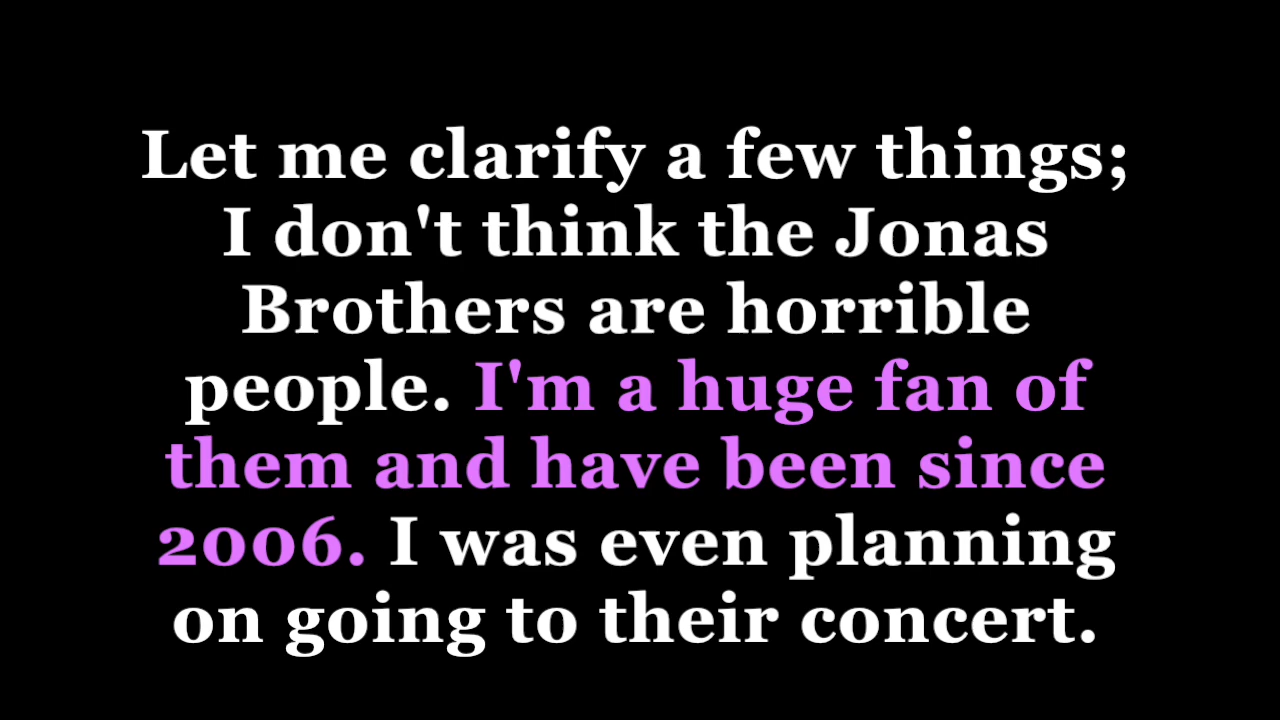 Let me clarify a few things;
I don't think the Jonas
Brothers are horrible
people. I'm a huge fan of
them and have been since
2006. I was even planning
on going to their concert.